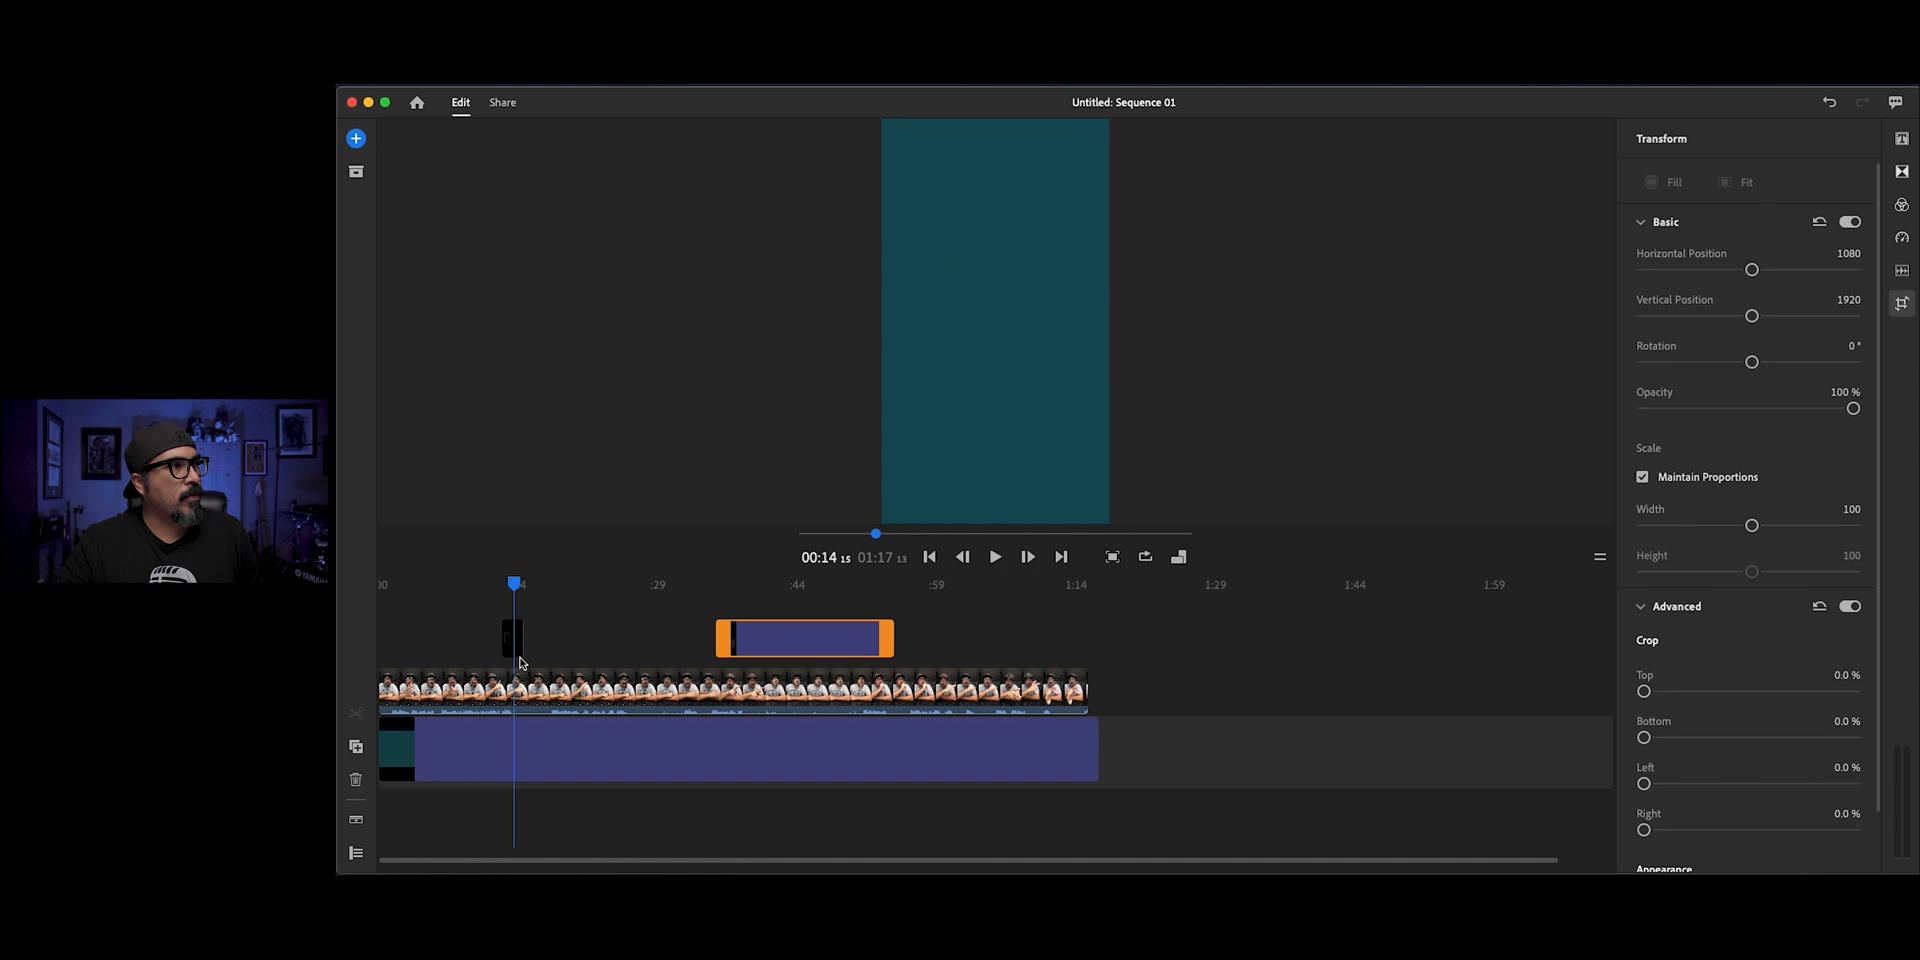 Edit
Share
Untitled: Sequence 01
Transform
Fill
Fit
Basic
Horizontal Position
1080
Vertical Position
1920
Rotation
0 °
Opacity
100 %
Scale
Maintain Proportions
Width
100
Height
100
Advanced
Crop
Top
0.0 %
Bottom
0.0 %
Left
0.0 %
Right
0.0 %
Appearance
00:14 15
01:17 13
:29
:44
:59
1:14
1:29
1:44
1:59
YAMAHA